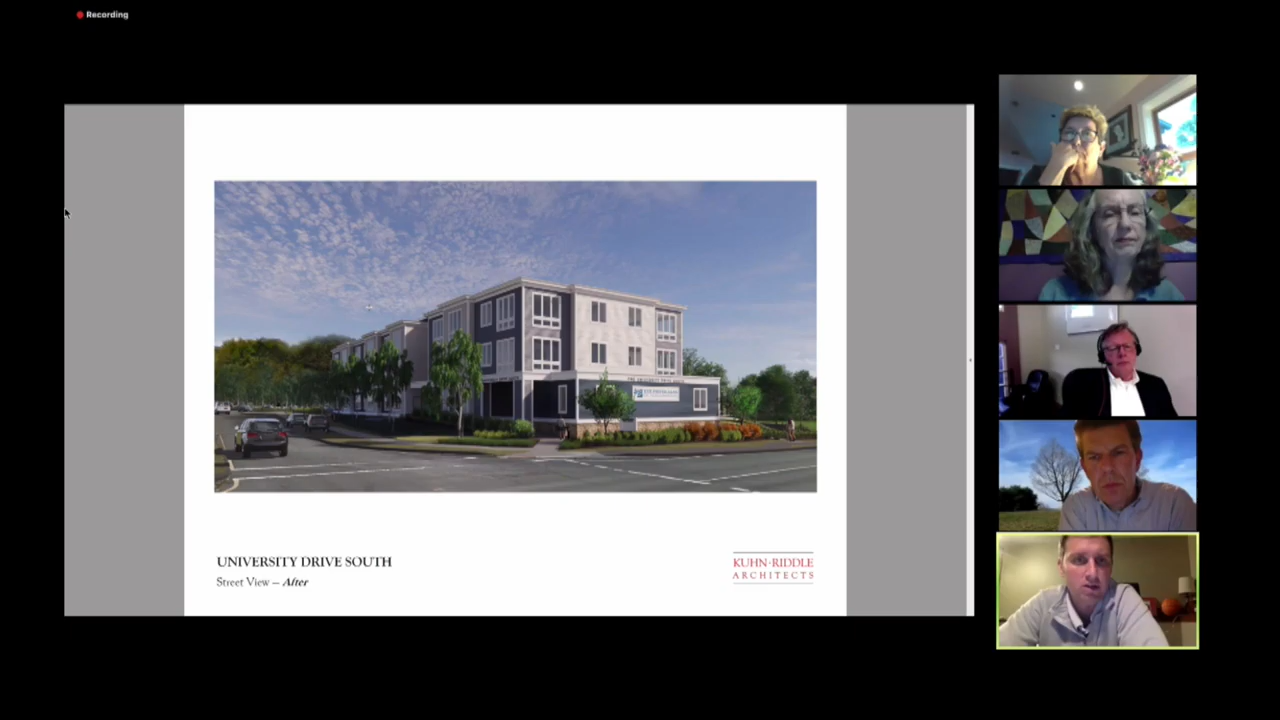 Recording
UNIVERSITY DRIVE SOUTH
Street View – After
KUHN·RIDDLE
ARCHITECTS